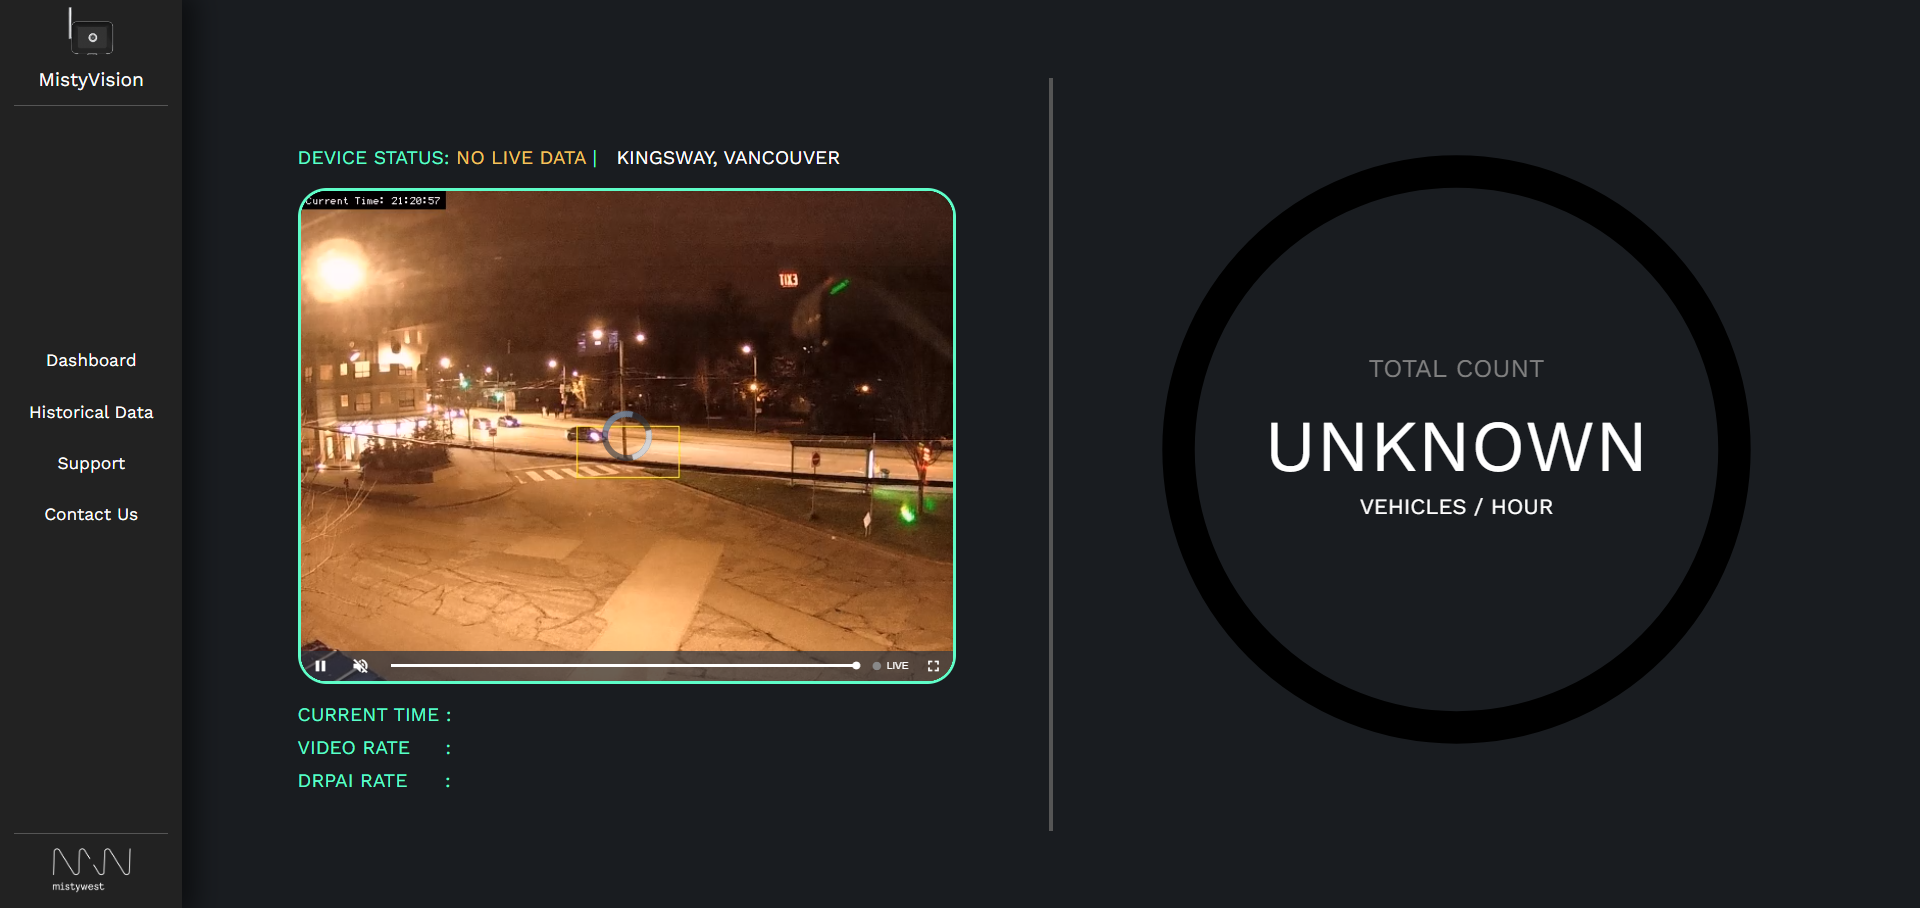 MistyVision
Dashboard
Historical Data
Support
Contact Us
mistywest
DEVICE STATUS: NO LIVE DATA | KINGSWAY, VANCOUVER
Current Time: 21:20:57
EXIT
LIVE
CURRENT TIME :
VIDEO RATE :
DRPAI RATE :
TOTAL COUNT
UNKNOWN
VEHICLES / HOUR